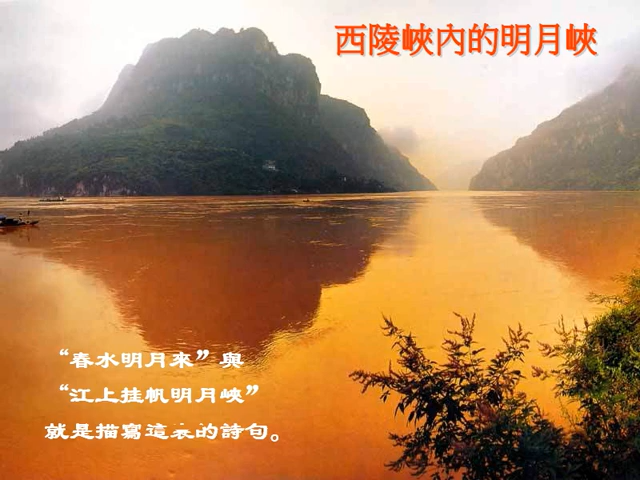 西陵峽內的明月峽
“春水明月來”與
“江上挂帆明月峽”
就是描寫這裏的詩句。